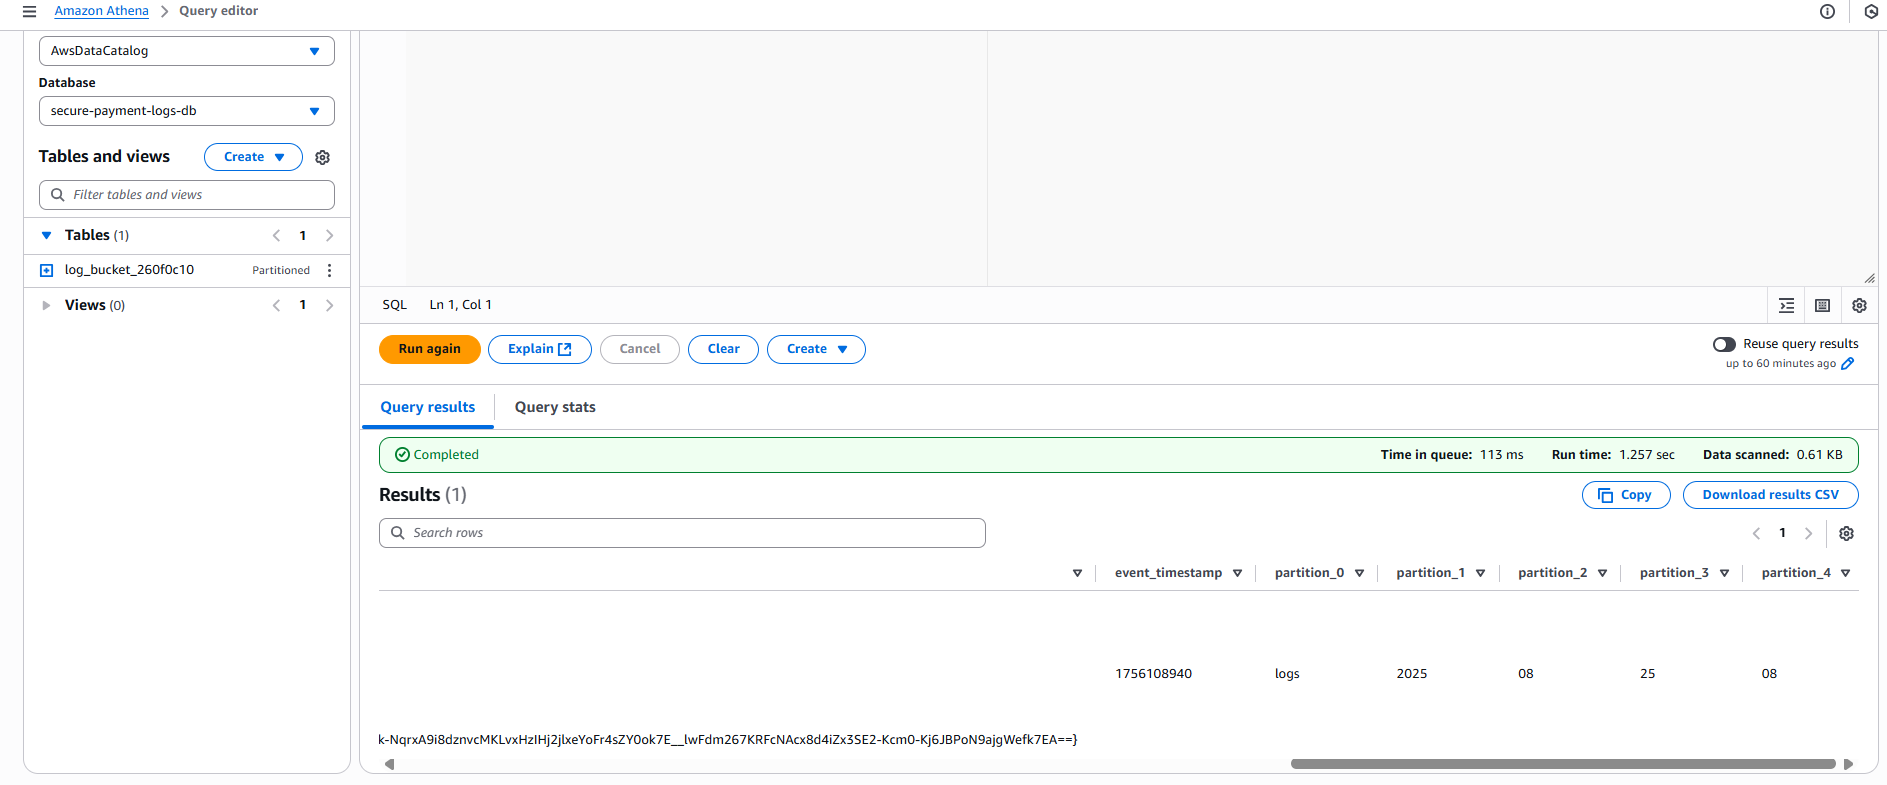 Amazon Athena > Query editor
AwsDataCatalog
Database
secure-payment-logs-db
Tables and views
Create
Filter tables and views
Tables (1)
1
log_bucket_260f0c10
Partitioned
Views (0)
1
SQL
Ln 1, Col 1
Run again
Explain
Cancel
Clear
Create
Reuse query results
up to 60 minutes ago
Query results
Query stats
Completed
Time in queue: 113 ms
Run time: 1.257 sec
Data scanned: 0.61 KB
Results (1)
Copy
Download results CSV
Search rows
1
event_timestamp partition_0 partition_1 partition_2 partition_3 partition_4
1756108940 logs 2025 08 25 08
k-NqrxA9i8dznvcMKLvxHzIHj2jlxeYoFr4sZY0ok7E__lwFdm267KRFcNAcx8d4iZx3SE2-Kcm0-Kj6JBPoN9ajgWefk7EA==}